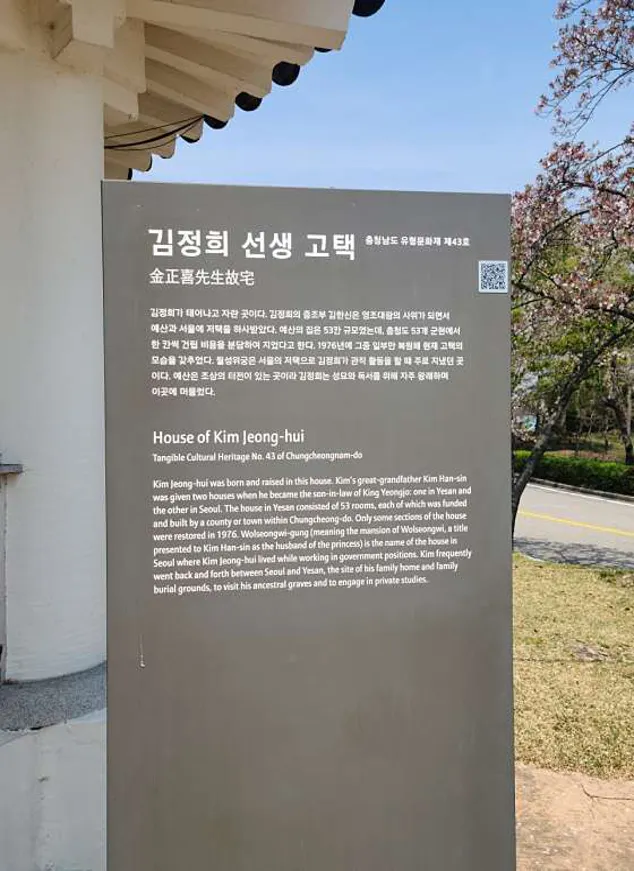 김정희 선생 고택 충청남도 유형문화재 제43호
金正喜先生故宅
김정희가 태어나고 자란 곳이다. 김정희의 증조부 김한신은 영조대왕의 사위가 되면서
예산과 서울에 저택을 하사받았다. 예산의 집은 53칸 규모였는데, 충청도 53개 군현에서
한 칸씩 건립 비용을 분담하여 지었다고 한다. 1976년에 그중 일부만 복원돼 현재 고택의
모습을 갖추었다. 월성위궁은 서울의 저택으로 김정희가 관직 활동을 할 때 주로 지냈던 곳
이다. 예산은 조상의 터전이 있는 곳이라 김정희는 성묘와 독서를 위해 자주 왕래하며
이곳에 머물렀다.
House of Kim Jeong-hui
Tangible Cultural Heritage No. 43 of Chungcheongnam-do
Kim Jeong-hui was born and raised in this house. Kim's great-grandfather Kim Han-sin
was given two houses when he became the son-in-law of King Yeongjo: one in Yesan and
the other in Seoul. The house in Yesan consisted of 53 rooms, each of which was funded
and built by a county or town within Chungcheong-do. Only some sections of the house
were restored in 1976. Wolseongwi-gung (meaning the mansion of Wolseongwi, a title
presented to Kim Han-sin as the husband of the princess) is the name of the house in
Seoul where Kim Jeong-hui lived while working in government positions. Kim frequently
went back and forth between Seoul and Yesan, the site of his family home and family
burial grounds, to visit his ancestral graves and to engage in private studies.